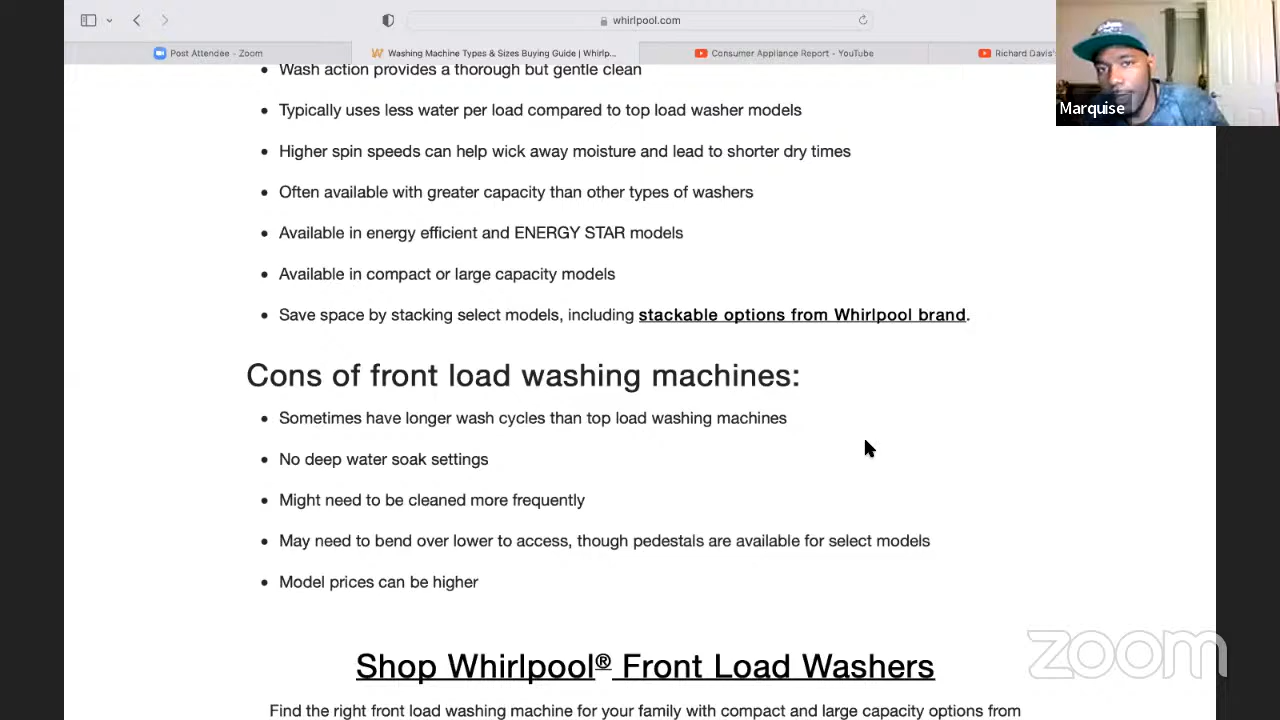 whirlpool.com
Post Attendee - Zoom
Washing Machine Types & Sizes Buying Guide | Whirlp...
Consumer Appliance Report - YouTube
Richard Davis'
Marquise
Wash action provides a thorough but gentle clean
Typically uses less water per load compared to top load washer models
Higher spin speeds can help wick away moisture and lead to shorter dry times
Often available with greater capacity than other types of washers
Available in energy efficient and ENERGY STAR models
Available in compact or large capacity models
Save space by stacking select models, including stackable options from Whirlpool brand.
Cons of front load washing machines:
Sometimes have longer wash cycles than top load washing machines
No deep water soak settings
Might need to be cleaned more frequently
May need to bend over lower to access, though pedestals are available for select models
Model prices can be higher
zoom
Shop Whirlpool® Front Load Washers
Find the right front load washing machine for your family with compact and large capacity options from